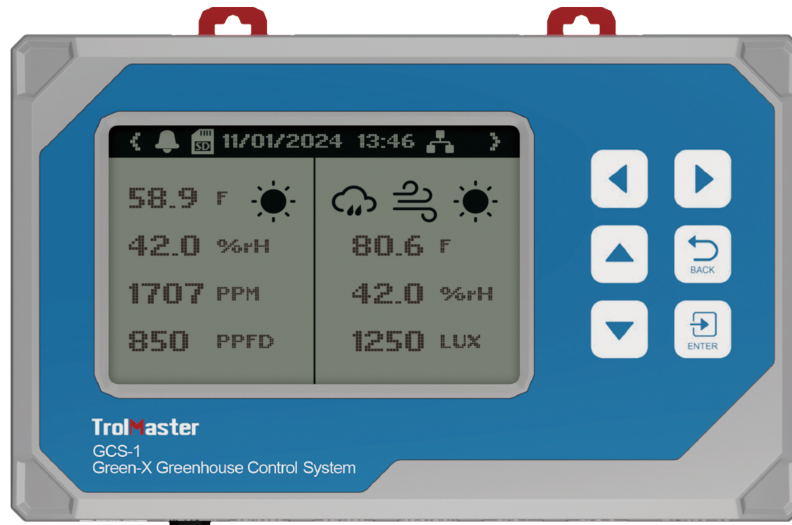 SD 11/01/2024 13:46
58.9 F
42.0 %rH
1707 PPM
850 PPFD
80.6 F
42.0 %rH
1250 LUX
BACK
ENTER
TrolMaster
GCS-1
Green-X Greenhouse Control System